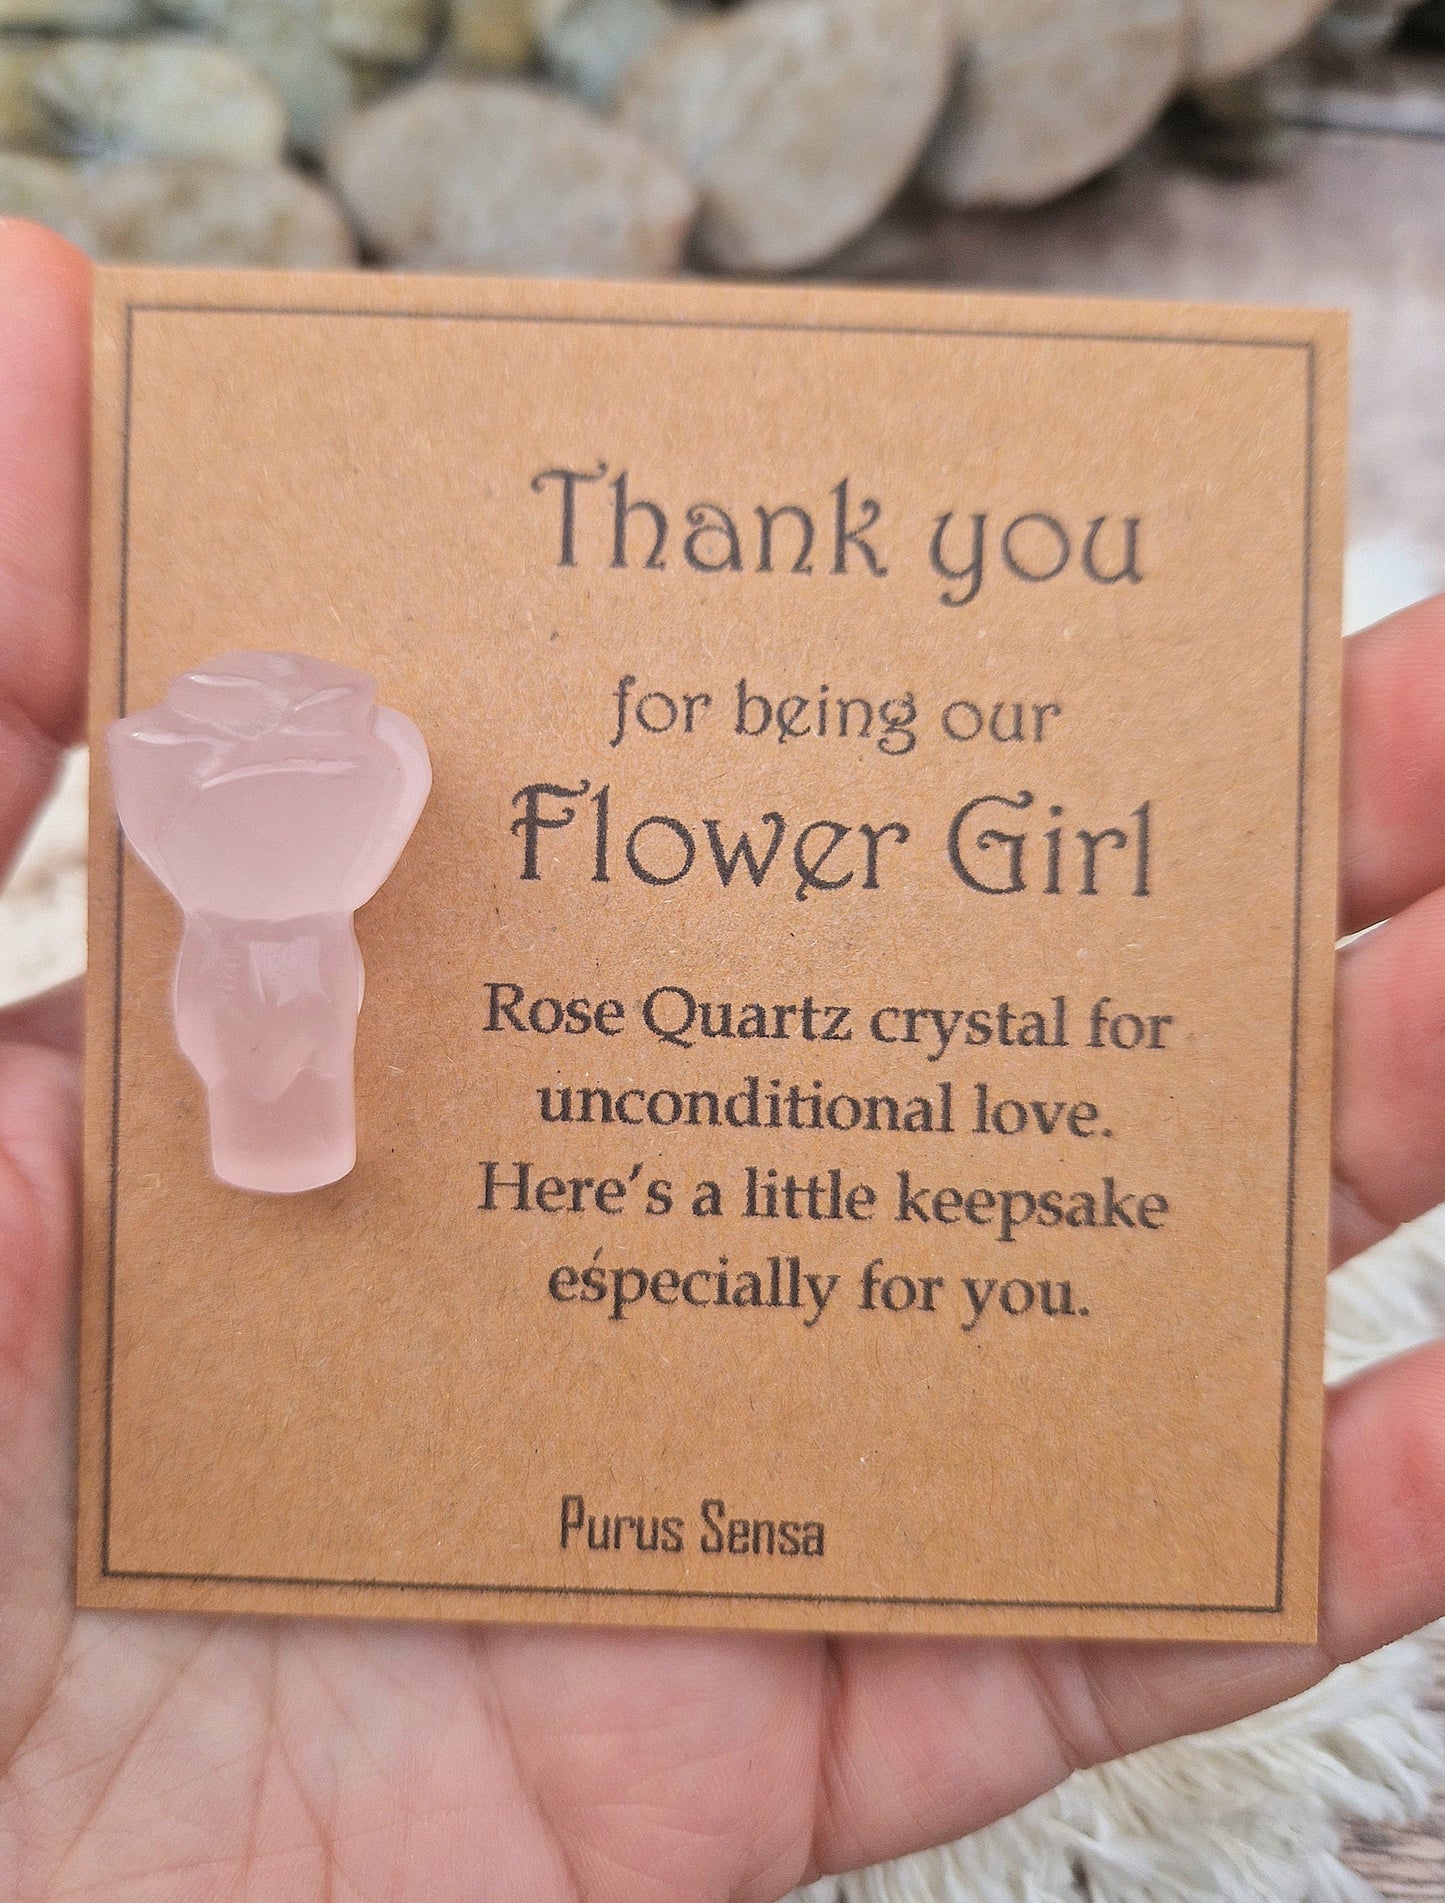 Thank you
for being our
Flower Girl
Rose Quartz crystal for
unconditional love.
Here's a little keepsake
especially for you.
Purus Sensa